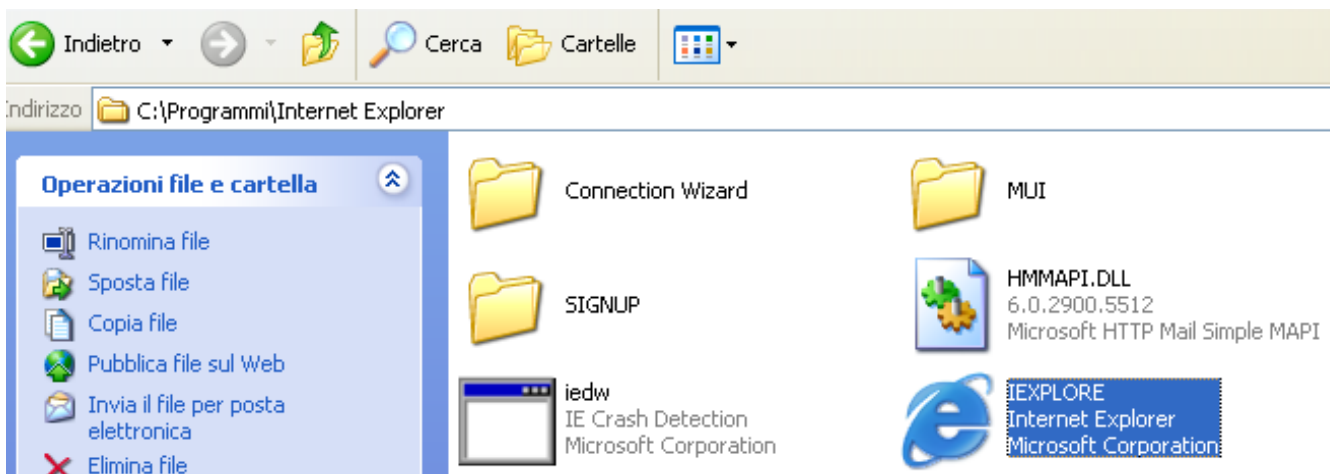 Indietro
Cerca
Cartelle
Indirizzo
C:\Programmi\Internet Explorer
Operazioni file e cartella
Rinomina file
Sposta file
Copia file
Pubblica file sul Web
Invia il file per posta
elettronica
Elimina file
Connection Wizard
MUI
SIGNUP
HMMAPI.DLL
6.0.2900.5512
Microsoft HTTP Mail Simple MAPI
iedw
IE Crash Detection
Microsoft Corporation
IEXPLORE
Internet Explorer
Microsoft Corporation